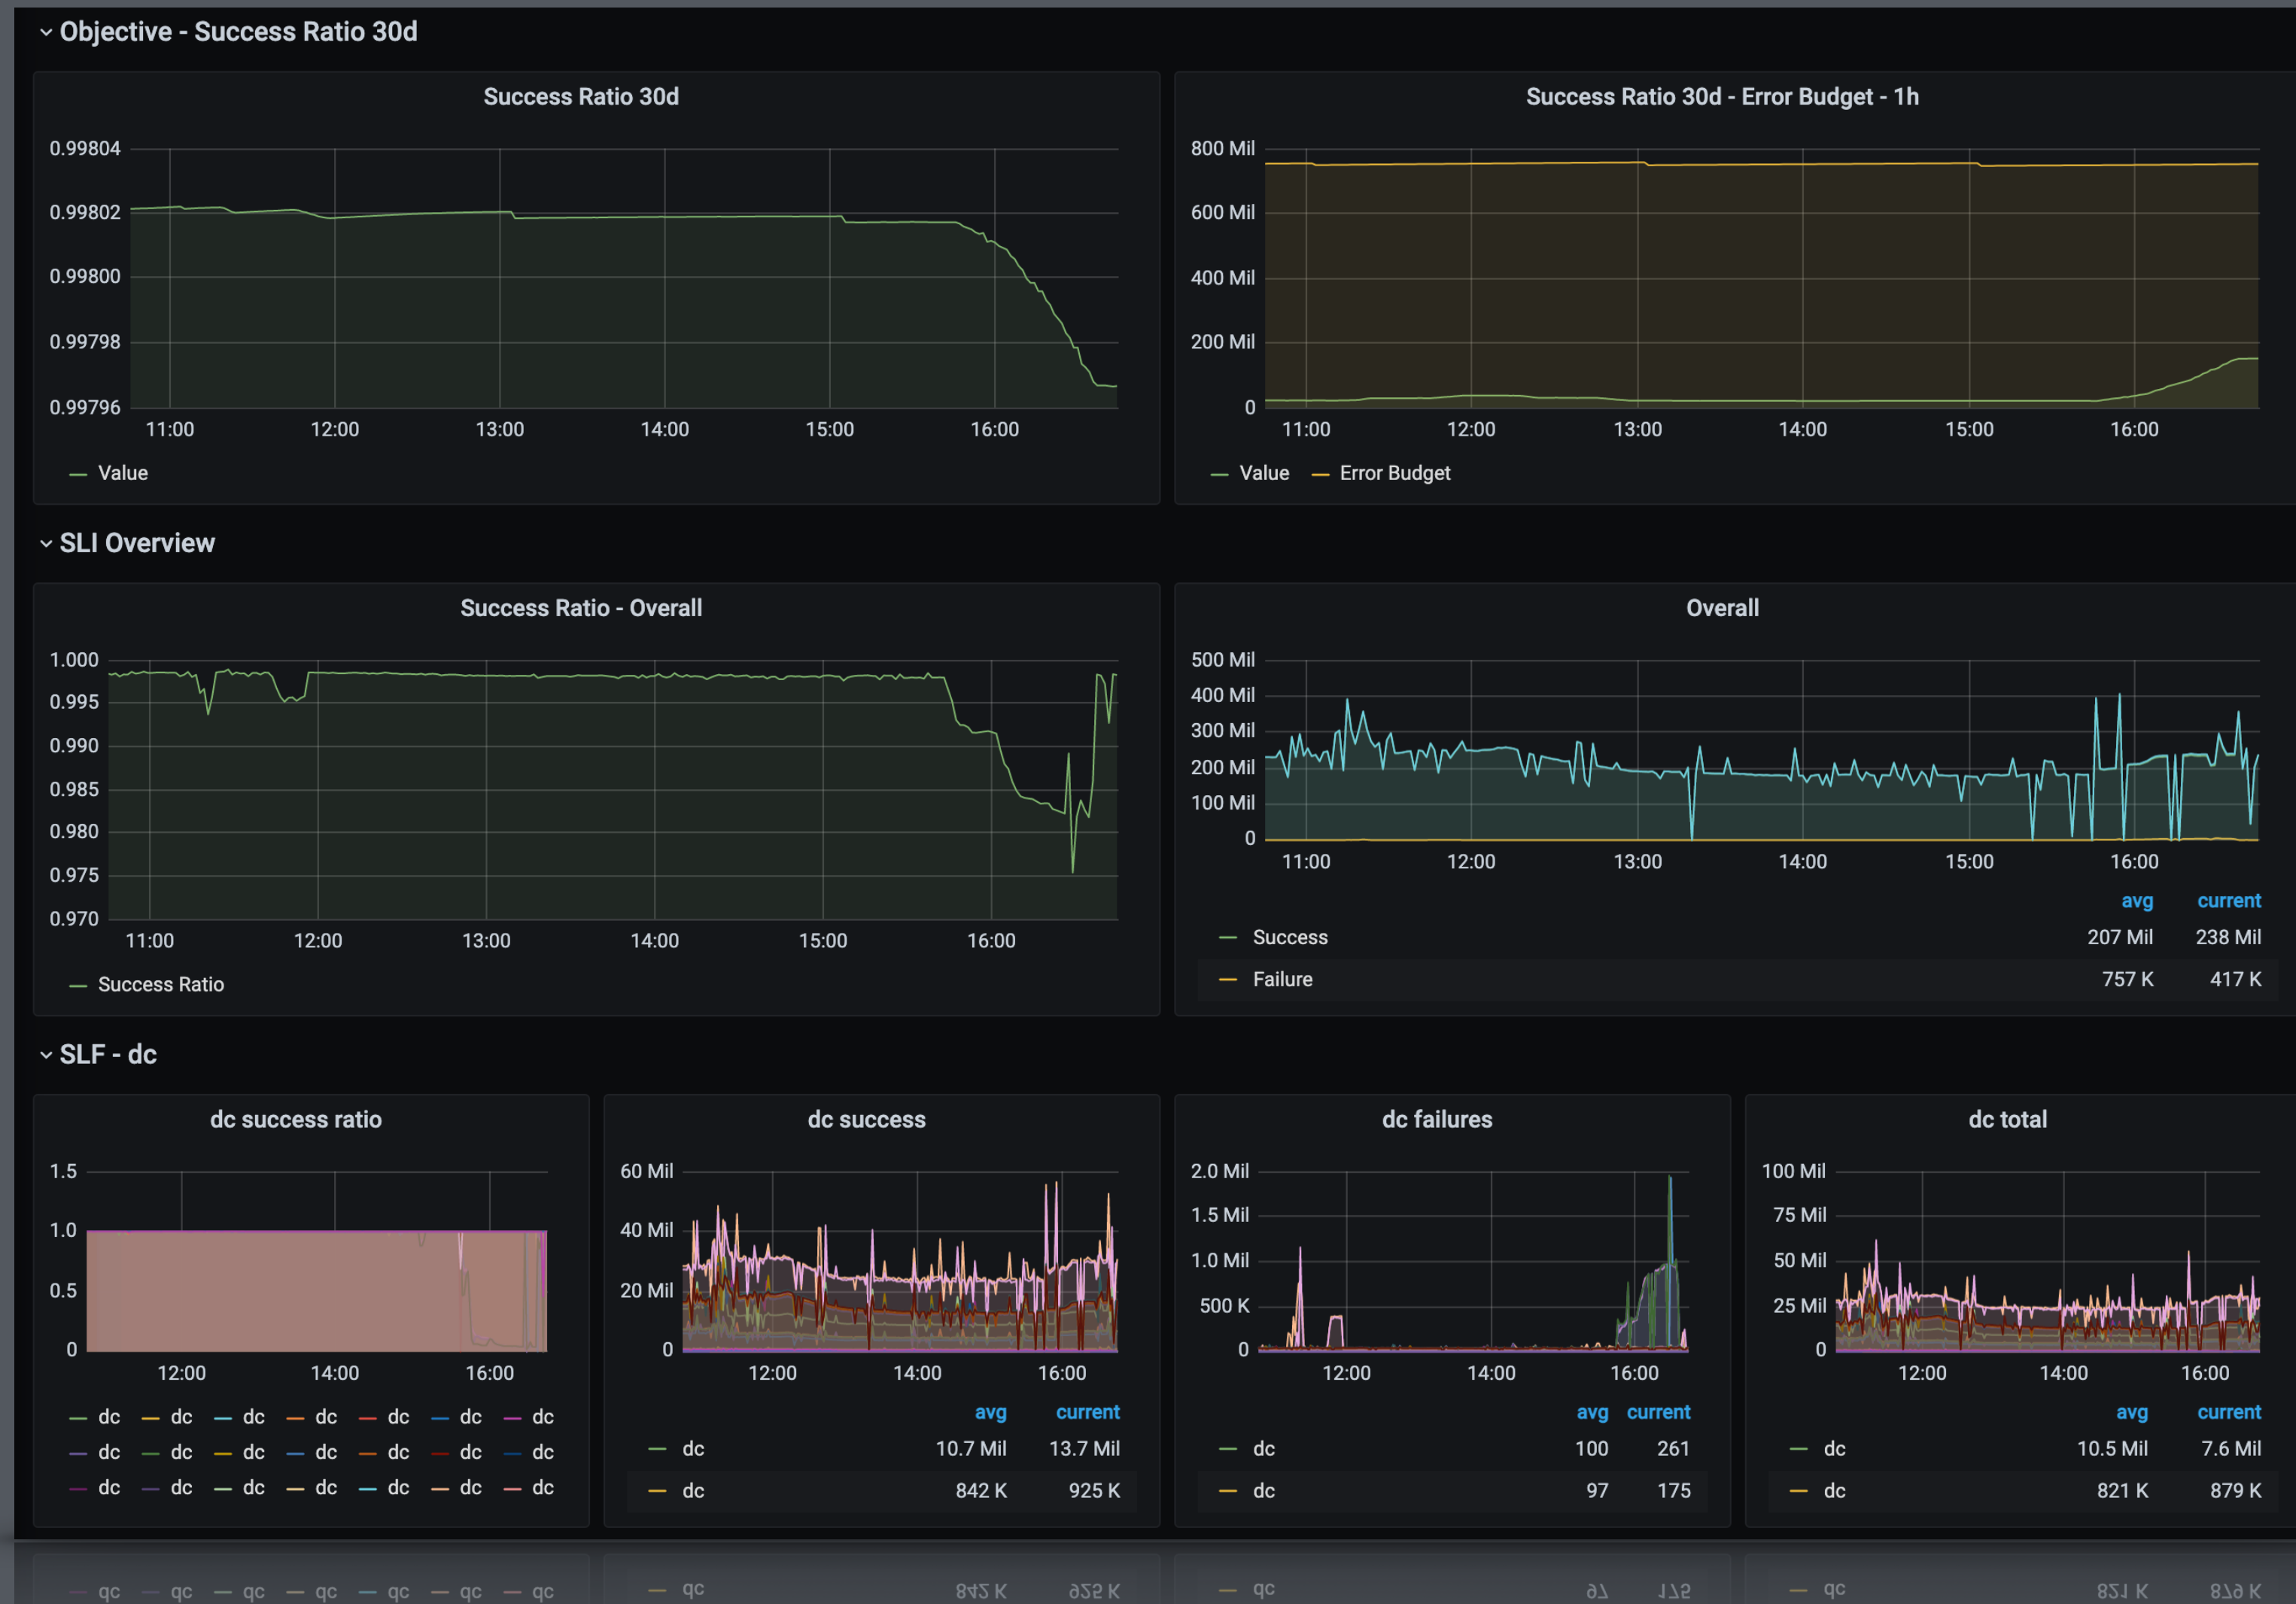 Objective - Success Ratio 30d
Success Ratio 30d
0.99804
0.99802
0.99800
0.99798
0.99796
11:00 12:00 13:00 14:00 15:00 16:00
Value
Success Ratio 30d - Error Budget - 1h
800 Mil
600 Mil
400 Mil
200 Mil
0
11:00 12:00 13:00 14:00 15:00 16:00
Value Error Budget
SLI Overview
Success Ratio - Overall
1.000
0.995
0.990
0.985
0.980
0.975
0.970
11:00 12:00 13:00 14:00 15:00 16:00
Success Ratio
Overall
500 Mil
400 Mil
300 Mil
200 Mil
100 Mil
0
11:00 12:00 13:00 14:00 15:00 16:00
avg current
Success 207 Mil 238 Mil
Failure 757 K 417 K
SLF - dc
dc success ratio
1.5
1.0
0.5
0
12:00 14:00 16:00
dc dc dc dc dc dc dc
dc dc dc dc dc dc dc
dc dc dc dc dc dc dc
dc success
60 Mil
40 Mil
20 Mil
0
12:00 14:00 16:00
avg current
dc 10.7 Mil 13.7 Mil
dc 842 K 925 K
dc failures
2.0 Mil
1.5 Mil
1.0 Mil
500 K
0
12:00 14:00 16:00
avg current
dc 100 261
dc 97 175
dc total
100 Mil
75 Mil
50 Mil
25 Mil
0
12:00 14:00 16:00
avg current
dc 10.5 Mil 7.6 Mil
dc 821 K 879 K